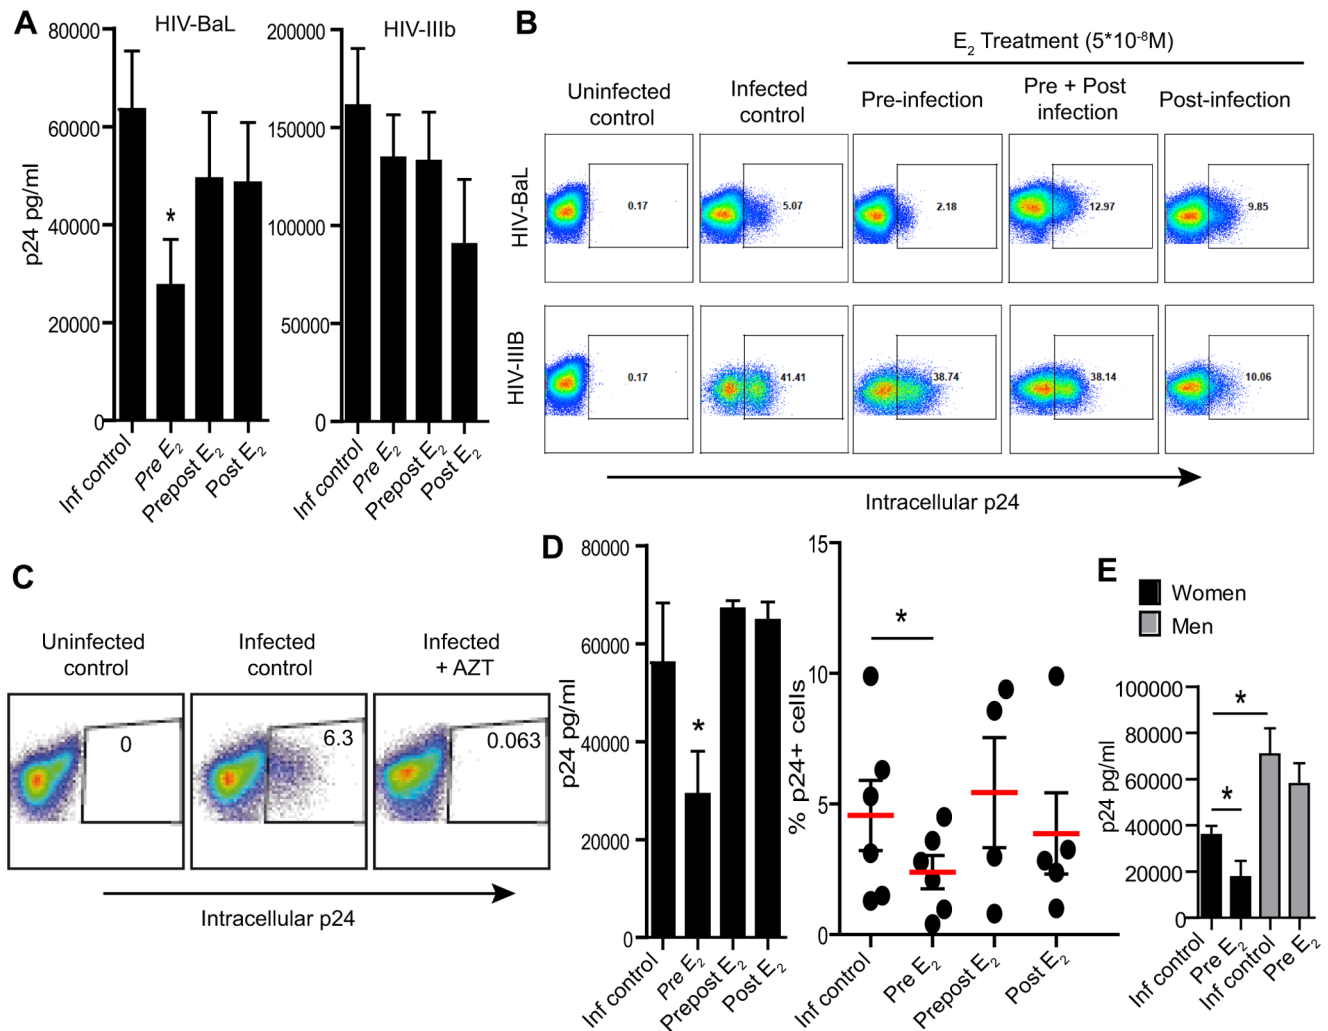 A
HIV-BaL
HIV-IIIb
p24 pg/ml
80000
60000
40000
20000
0
*
Inf control
Pre E2
Prepost E2
Post E2
200000
150000
100000
50000
0
Inf control
Pre E2
Prepost E2
Post E2
B
E2 Treatment (5*10-8M)
Uninfected
control
Infected
control
Pre-infection
Pre + Post
infection
Post-infection
HIV-BaL
0.17
5.07
2.18
12.97
9.85
HIV-IIIB
0.17
41.41
38.74
38.14
10.06
Intracellular p24
C
Uninfected
control
Infected
control
Infected
+ AZT
0
6.3
0.063
Intracellular p24
D
p24 pg/ml
80000
60000
40000
20000
0
*
Inf control
Pre E2
Prepost E2
Post E2
% p24+ cells
15
10
5
0
*
Inf control
Pre E2
Prepost E2
Post E2
E
Women
Men
p24 pg/ml
100000
80000
60000
40000
20000
0
*
*
Inf control
Pre E2
Inf control
Pre E2